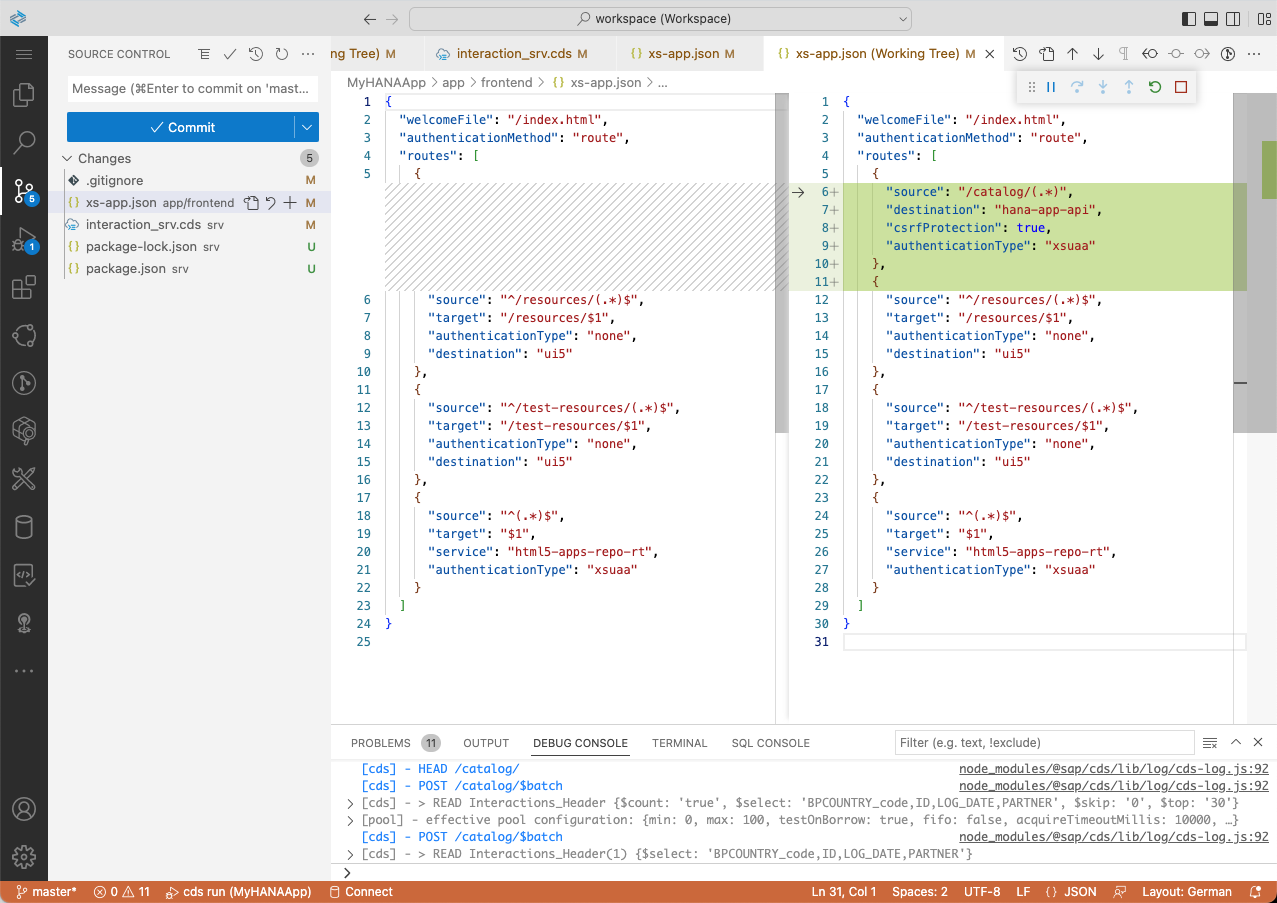 workspace (Workspace)
SOURCE CONTROL
Message (⌘Enter to commit on 'mast...
Commit
Changes 5
.gitignore M
xs-app.json app/frontend M
interaction_srv.cds srv M
package-lock.json srv U
package.json srv U
5
1
ng Tree) M
interaction_srv.cds M
xs-app.json M
xs-app.json (Working Tree) M
MyHANAApp > app > frontend > {} xs-app.json > ...
1 {
2 "welcomeFile": "/index.html",
3 "authenticationMethod": "route",
4 "routes": [
5 {
6 "source": "^/resources/(.*)$",
7 "target": "/resources/$1",
8 "authenticationType": "none",
9 "destination": "ui5"
10 },
11 {
12 "source": "^/test-resources/(.*)$",
13 "target": "/test-resources/$1",
14 "authenticationType": "none",
15 "destination": "ui5"
16 },
17 {
18 "source": "^(.*)$",
19 "target": "$1",
20 "service": "html5-apps-repo-rt",
21 "authenticationType": "xsuaa"
22 }
23 ]
24 }
25
1 {
2 "welcomeFile": "/index.html",
3 "authenticationMethod": "route",
4 "routes": [
5 {
6+ "source": "/catalog/(.*)",
7+ "destination": "hana-app-api",
8+ "csrfProtection": true,
9+ "authenticationType": "xsuaa"
10+ },
11+ {
12 "source": "^/resources/(.*)$",
13 "target": "/resources/$1",
14 "authenticationType": "none",
15 "destination": "ui5"
16 },
17 {
18 "source": "^/test-resources/(.*)$",
19 "target": "/test-resources/$1",
20 "authenticationType": "none",
21 "destination": "ui5"
22 },
23 {
24 "source": "^(.*)$",
25 "target": "$1",
26 "service": "html5-apps-repo-rt",
27 "authenticationType": "xsuaa"
28 }
29 ]
30 }
31
PROBLEMS 11 OUTPUT DEBUG CONSOLE TERMINAL SQL CONSOLE Filter (e.g. text, !exclude)
[cds] - HEAD /catalog/ node_modules/@sap/cds/lib/log/cds-log.js:92
[cds] - POST /catalog/$batch node_modules/@sap/cds/lib/log/cds-log.js:92
> [cds] - > READ Interactions_Header {$count: 'true', $select: 'BPCOUNTRY_code,ID,LOG_DATE,PARTNER', $skip: '0', $top: '30'}
> [pool] - effective pool configuration: {min: 0, max: 100, testOnBorrow: true, fifo: false, acquireTimeoutMillis: 10000, …}
[cds] - POST /catalog/$batch node_modules/@sap/cds/lib/log/cds-log.js:92
> [cds] - > READ Interactions_Header(1) {$select: 'BPCOUNTRY_code,ID,LOG_DATE,PARTNER'}
>
master* 0 11 cds run (MyHANAApp) Connect Ln 31, Col 1 Spaces: 2 UTF-8 LF {} JSON Layout: German